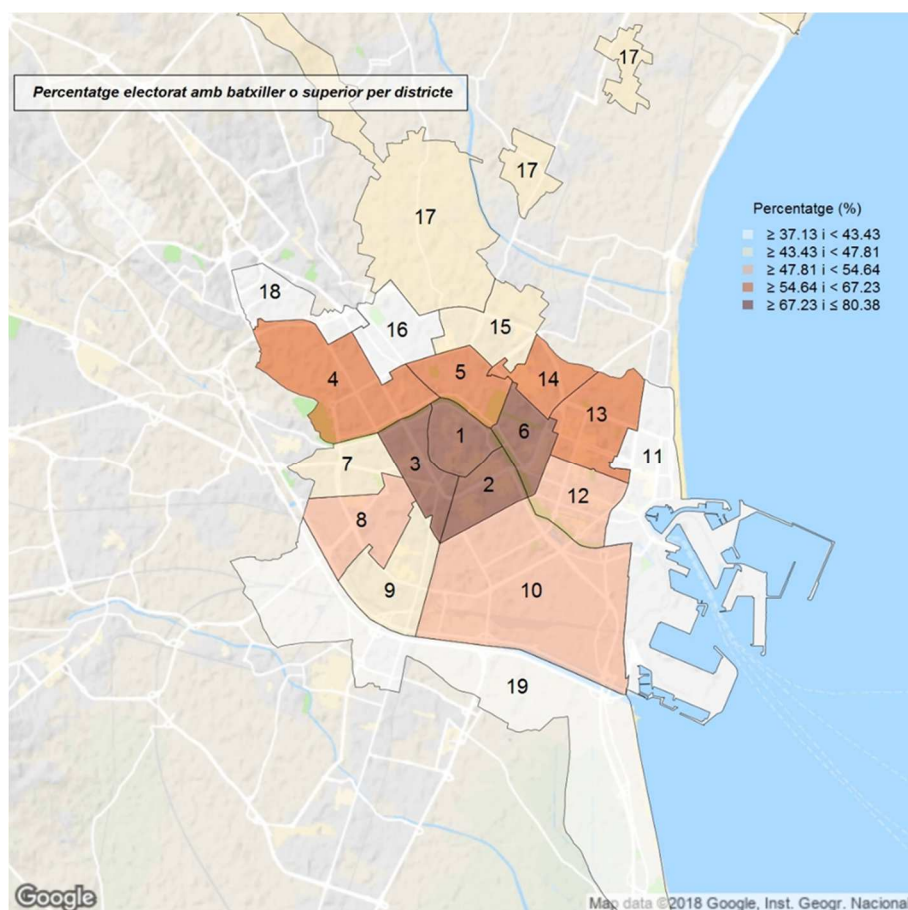 17
Percentatge electorat amb batxiller o superior per districte
17
17
Percentatge (%)
≥ 37.13 i < 43.43
≥ 43.43 i < 47.81
≥ 47.81 i < 54.64
≥ 54.64 i < 67.23
≥ 67.23 i ≤ 80.38
18
16
15
4
5
14
13
6
1
11
7
3
2
12
8
9
10
19
Google
Map data ©2018 Google, Inst. Geogr. Nacional